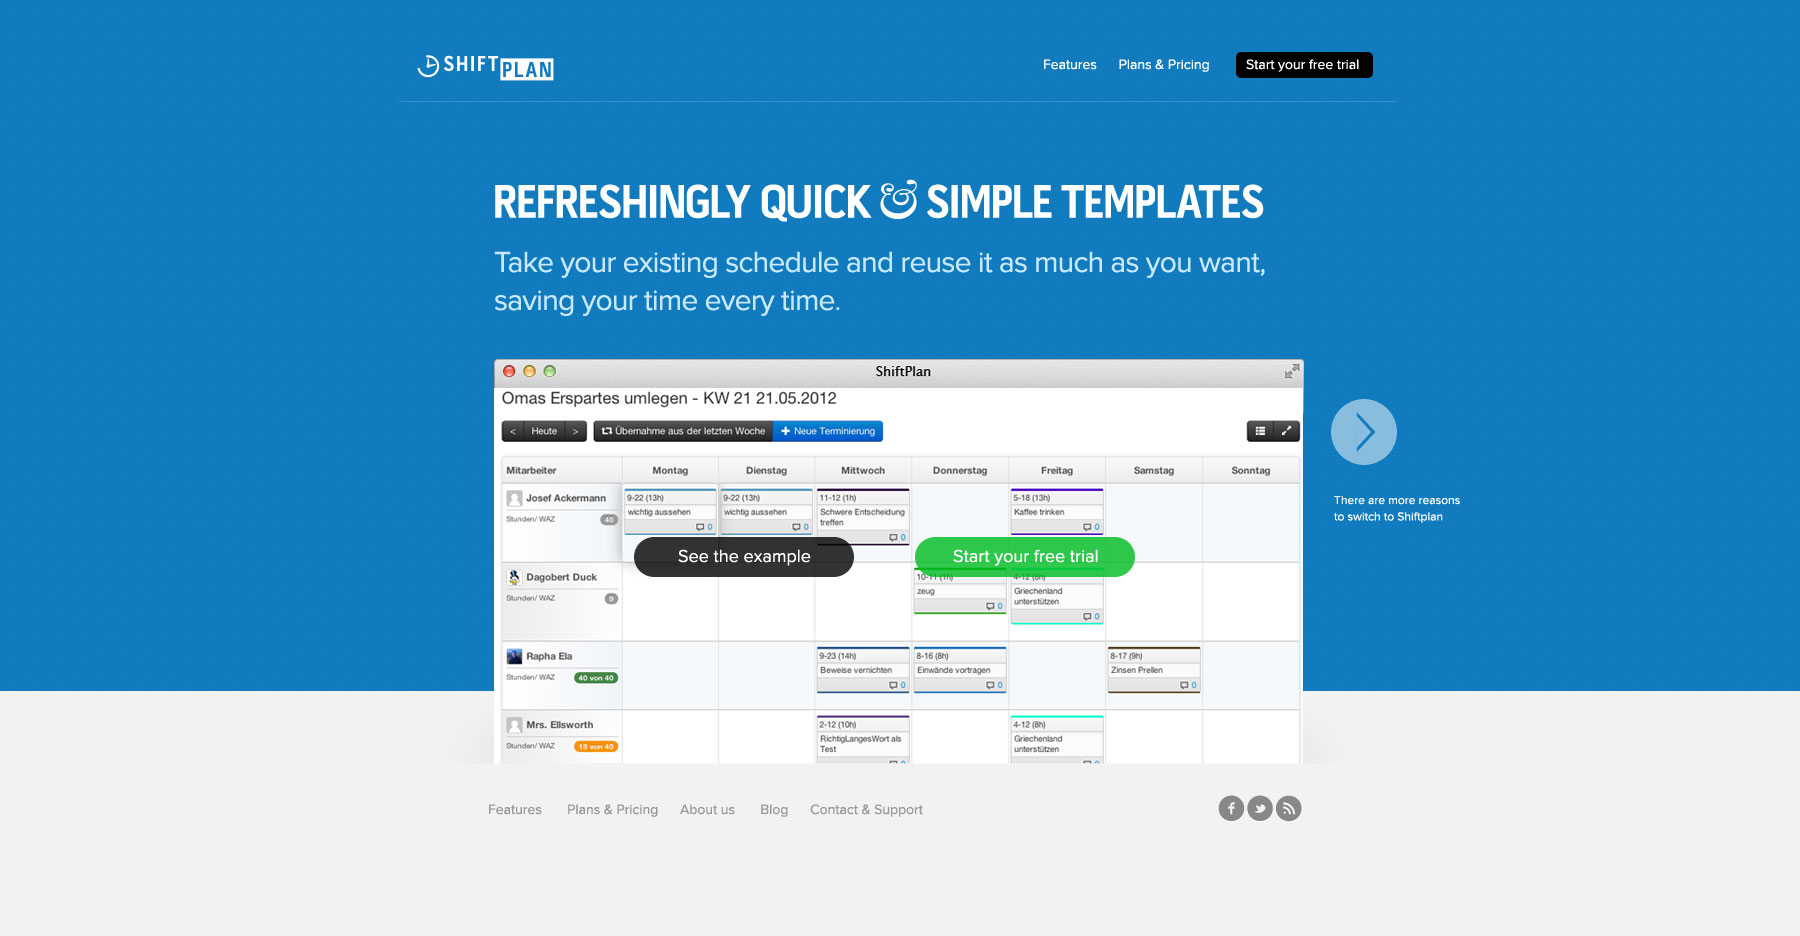 SHIFTPLAN
Features
Plans & Pricing
Start your free trial
REFRESHINGLY QUICK & SIMPLE TEMPLATES
Take your existing schedule and reuse it as much as you want,
saving your time every time.
ShiftPlan
Omas Erspartes umlegen - KW 21 21.05.2012
< Heute >
Übernahme aus der letzten Woche
+ Neue Terminierung
Mitarbeiter Montag Dienstag Mittwoch Donnerstag Freitag Samstag Sonntag
Josef Ackermann
Stunden/ WAZ 40
9-22 (13h)
wichtig aussehen
0
9-22 (13h)
wichtig aussehen
0
11-12 (1h)
Schwere Entscheidung
treffen
0
5-18 (13h)
Kaffee trinken
0
There are more reasons
to switch to Shiftplan
See the example
Start your free trial
Dagobert Duck
Stunden/ WAZ 9
10-11 (1h)
zeug
0
4-12 (8h)
Griechenland
unterstützen
0
Rapha Ela
Stunden/ WAZ 40 von 40
9-23 (14h)
Beweise vernichten
0
8-16 (8h)
Einwände vortragen
0
8-17 (9h)
Zinsen Prellen
0
Mrs. Ellsworth
Stunden/ WAZ 18 von 40
2-12 (10h)
RichtigLangesWort als
Test
0
4-12 (8h)
Griechenland
unterstützen
0
Features
Plans & Pricing
About us
Blog
Contact & Support